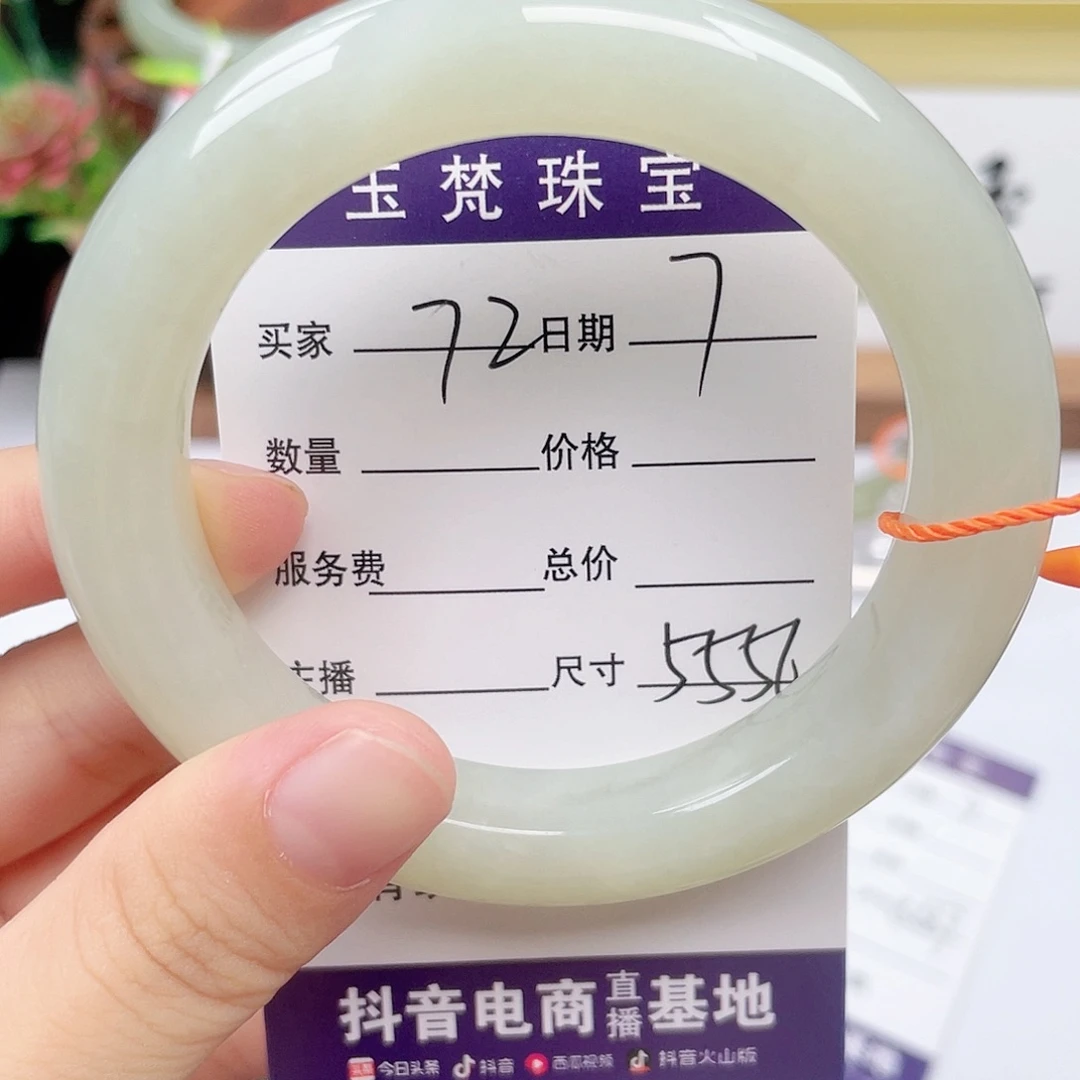 玉梵珠宝
买家 72 日期 7
数量 价格
服务费 总价
主播 尺寸 5556
抖音电商直播基地
今日头条 抖音 西瓜视频 抖音火山版